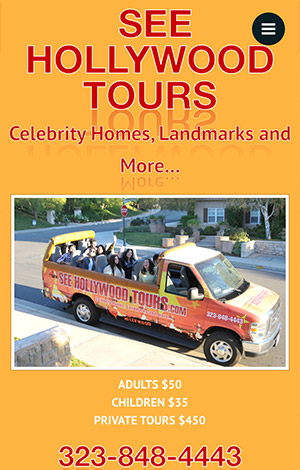 SEE
HOLLYWOOD
TOURS
Celebrity Homes, Landmarks and
More...
SEE HOLLYWOOD TOURS.COM
323-848-4443
ADULTS $50
CHILDREN $35
PRIVATE TOURS $450
323-848-4443